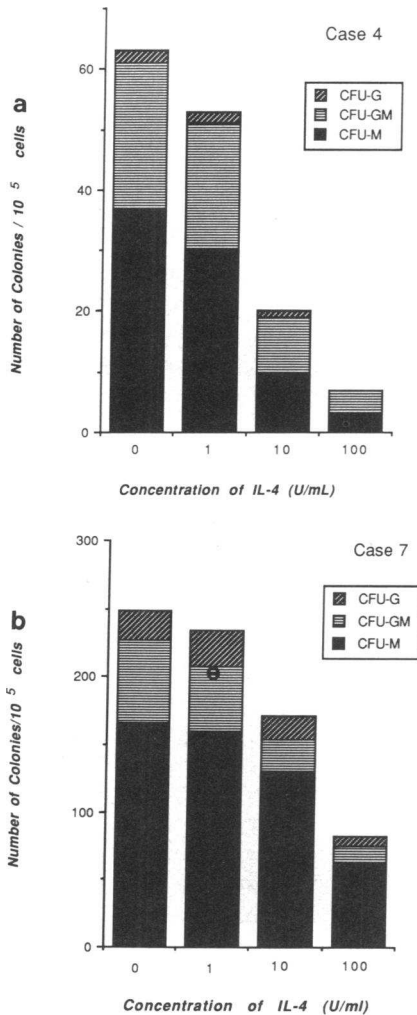 Case 4
a
CFU-G
CFU-GM
CFU-M
Number of Colonies / 10 5 cells
60
40
20
0
0 1 10 100
Concentration of IL-4 (U/mL)
Case 7
b
CFU-G
CFU-GM
CFU-M
Number of Colonies/10 5 cells
300
200
100
0
0 1 10 100
Concentration of IL-4 (U/ml)